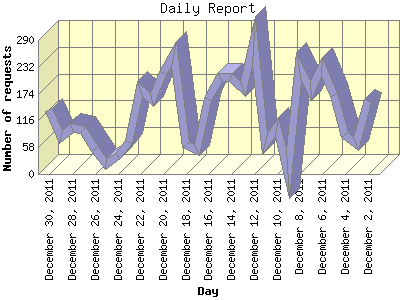 Daily Report
Number of requests
290
232
174
116
58
0
December 30, 2011
December 28, 2011
December 26, 2011
December 24, 2011
December 22, 2011
December 20, 2011
December 18, 2011
December 16, 2011
December 14, 2011
December 12, 2011
December 10, 2011
December 8, 2011
December 6, 2011
December 4, 2011
December 2, 2011
Day